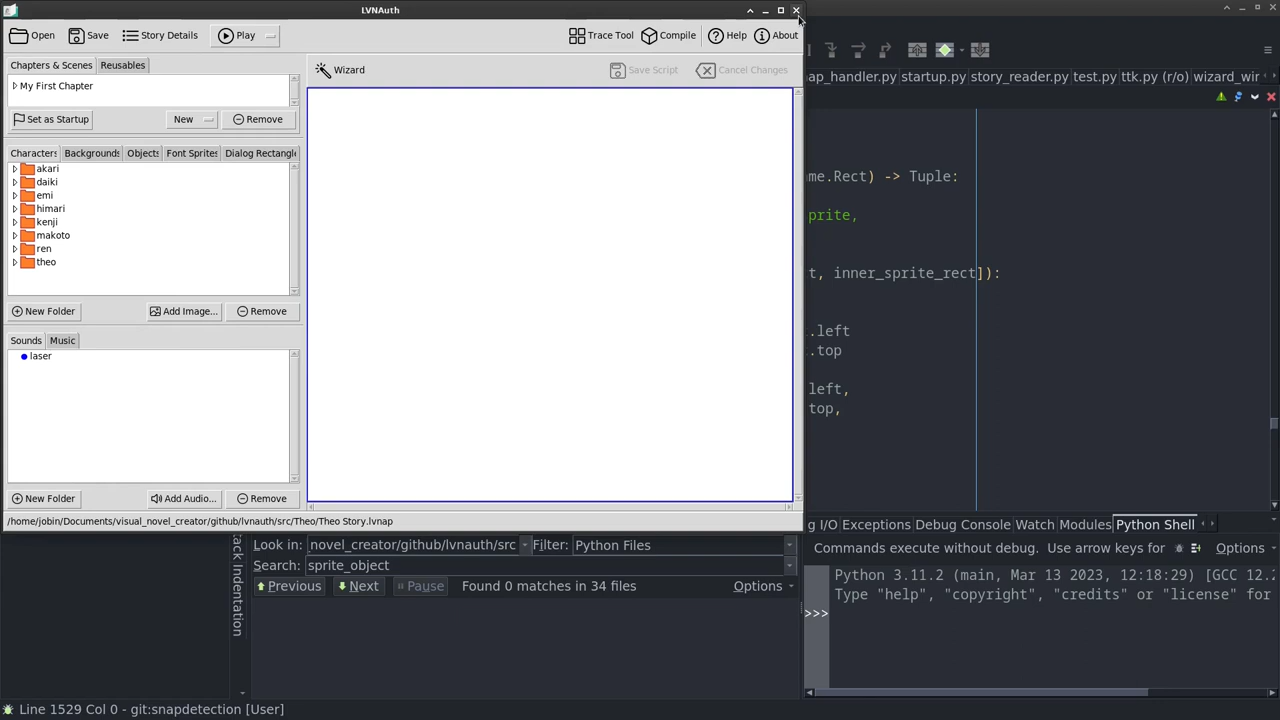 LVNAuth
Open Save Story Details Play Trace Tool Compile Help About
Chapters & Scenes Reusables
My First Chapter
Set as Startup New Remove
Characters Backgrounds Objects Font Sprites Dialog Rectangle
akari
daiki
emi
himari
kenji
makoto
ren
theo
New Folder Add Image... Remove
Sounds Music
laser
New Folder Add Audio... Remove
/home/jobin/Documents/visual_novel_creator/github/lvnauth/src/Theo/Theo Story.lvnap
Wizard Save Script Cancel Changes
ap_handler.py startup.py story_reader.py test.py ttk.py (r/o) wizard_wir
me.Rect) -> Tuple:
prite,
t, inner_sprite_rect]):
.left
.top
left,
top,
g I/O Exceptions Debug Console Watch Modules Python Shell
Commands execute without debug. Use arrow keys for Options
Python 3.11.2 (main, Mar 13 2023, 12:18:29) [GCC 12.2
Type "help", "copyright", "credits" or "license" for
>>>
tack Indentation
Look in: novel_creator/github/lvnauth/src Filter: Python Files
Search: sprite_object
Previous Next Pause Found 0 matches in 34 files Options
Line 1529 Col 0 - git:snapdetection [User]